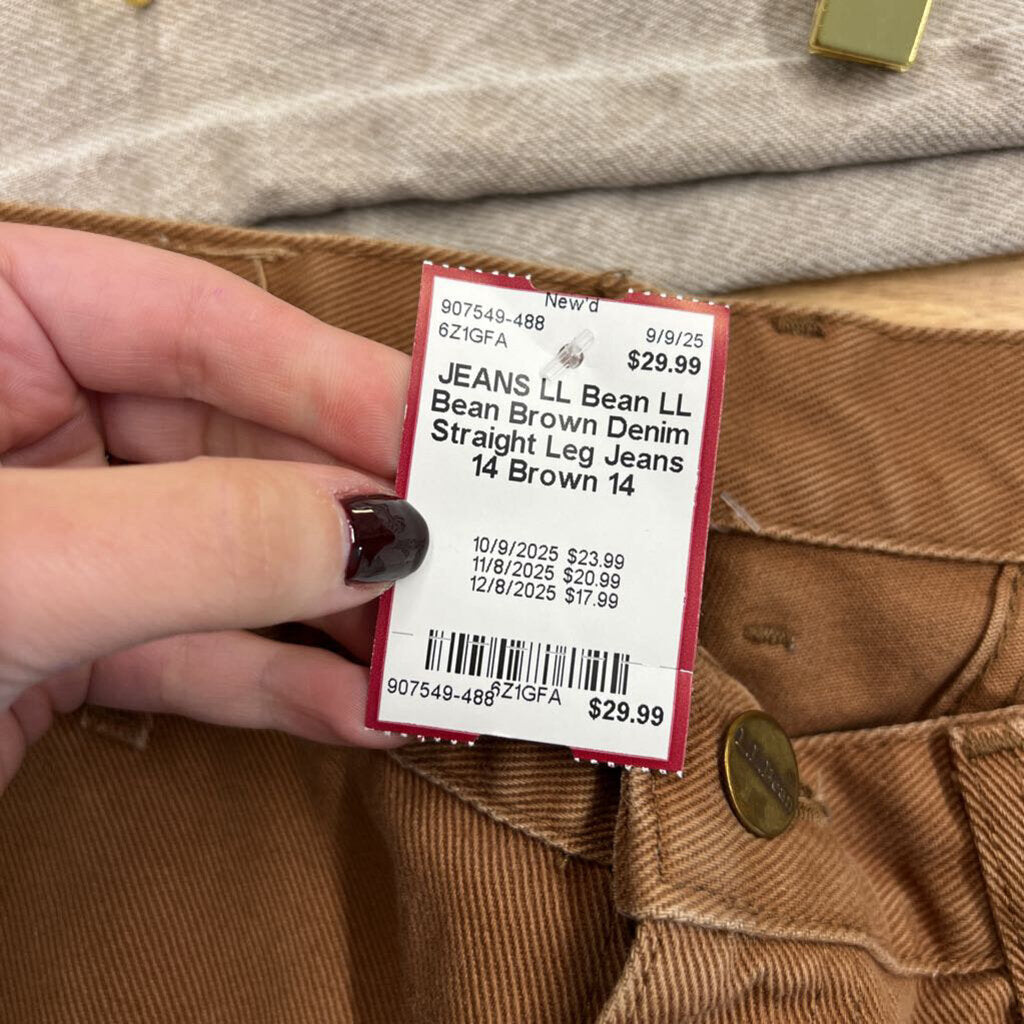 New'd
907549-488
6Z1GFA
9/9/25
$29.99
JEANS LL Bean LL
Bean Brown Denim
Straight Leg Jeans
14 Brown 14
10/9/2025 $23.99
11/8/2025 $20.99
12/8/2025 $17.99
907549-488
6Z1GFA
$29.99